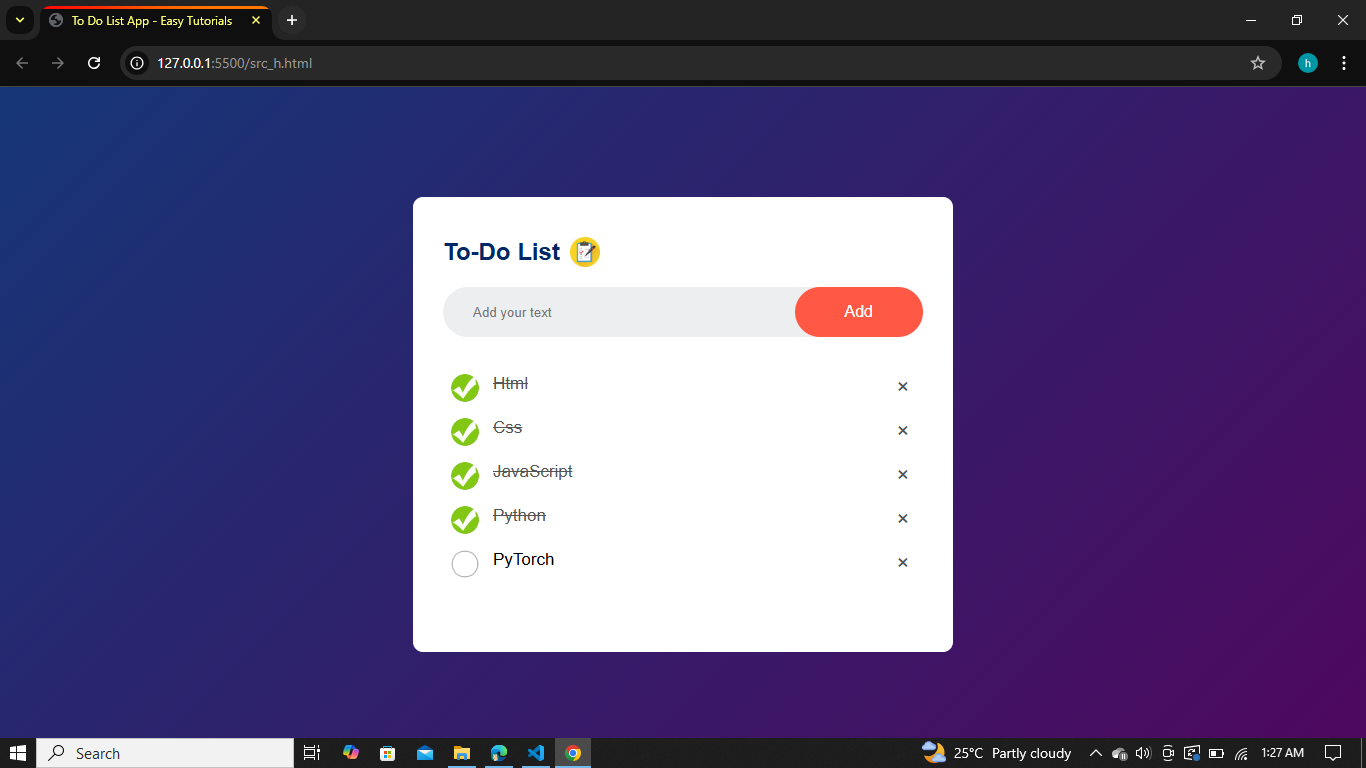 To Do List App - Easy Tutorials
127.0.0.1:5500/src_h.html
h
To-Do List
Add your text
Add
Html
Css
JavaScript
Python
PyTorch
Search
25°C Partly cloudy
1:27 AM